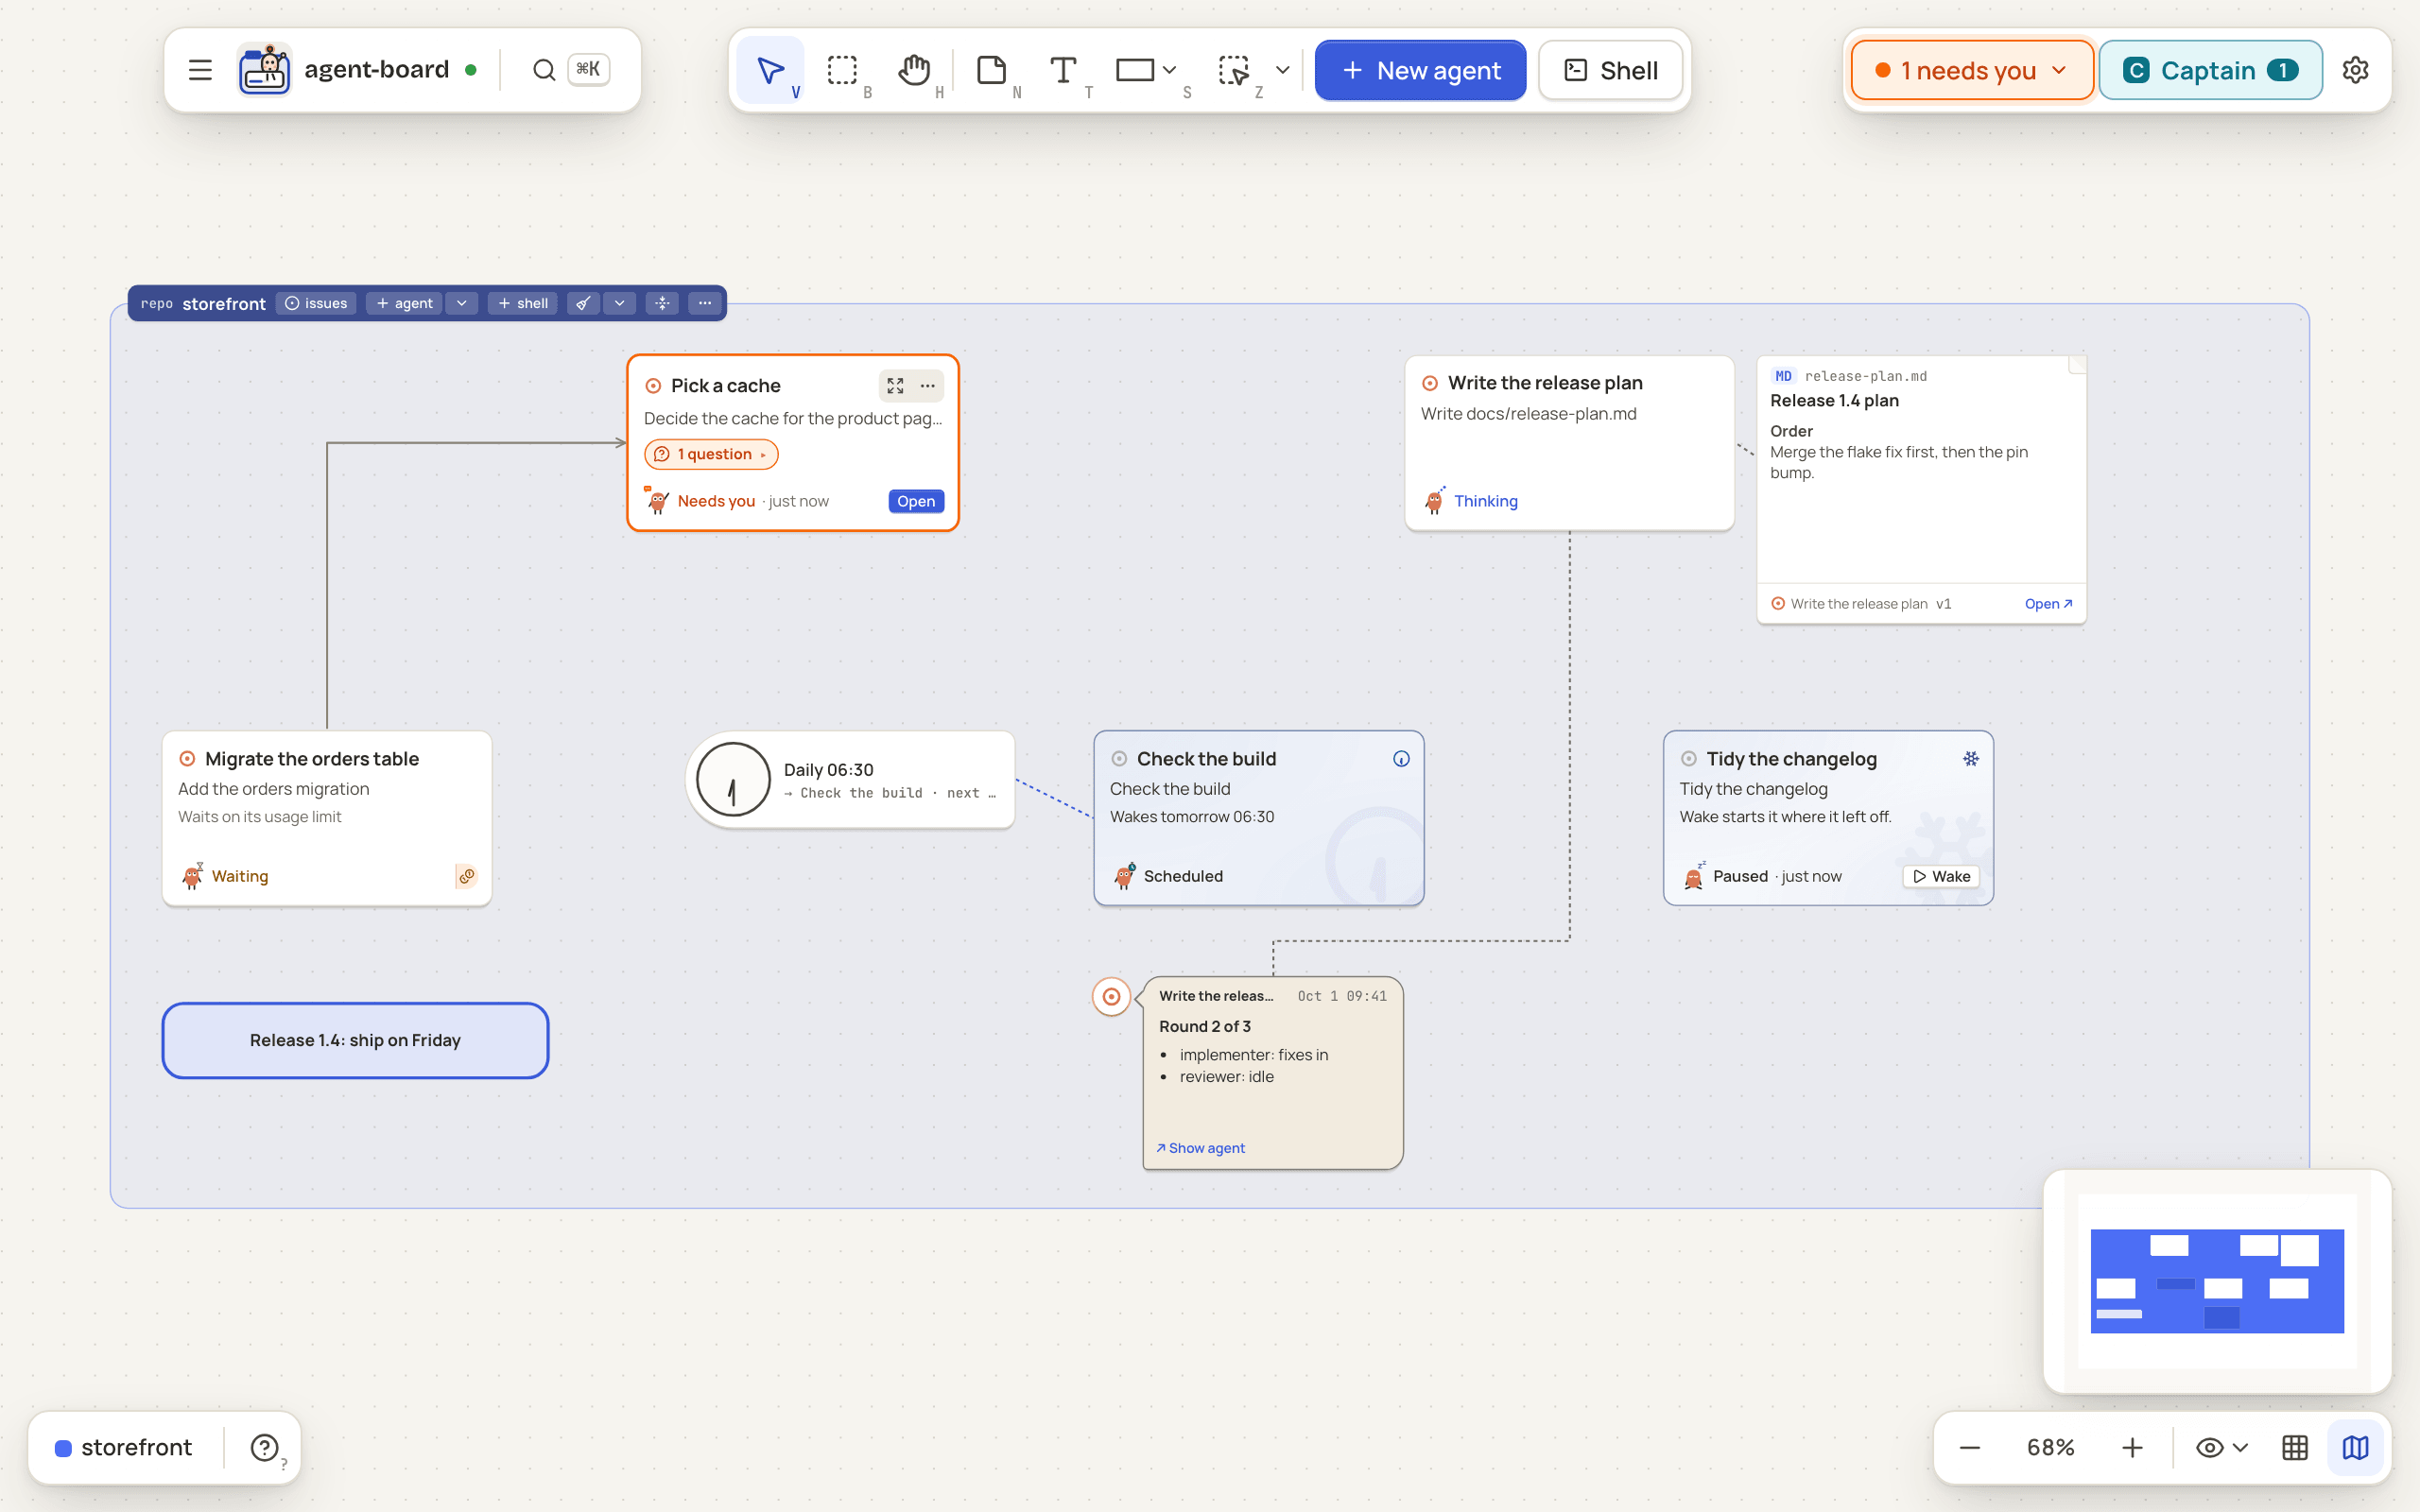 agent-board
⌘K
V
B
H
N
T
S
Z
New agent
Shell
1 needs you
C Captain 1
repo storefront issues + agent + shell
Pick a cache
Decide the cache for the product pag…
1 question
Needs you · just now
Open
Write the release plan
Write docs/release-plan.md
Thinking
MD release-plan.md
Release 1.4 plan
Order
Merge the flake fix first, then the pin
bump.
Write the release plan v1
Open ↗
Migrate the orders table
Add the orders migration
Waits on its usage limit
Waiting
Daily 06:30
→ Check the build · next …
Check the build
Check the build
Wakes tomorrow 06:30
Scheduled
Tidy the changelog
Tidy the changelog
Wake starts it where it left off.
Paused · just now
Wake
Release 1.4: ship on Friday
Write the releas… Oct 1 09:41
Round 2 of 3
• implementer: fixes in
• reviewer: idle
↗ Show agent
storefront
?
68%